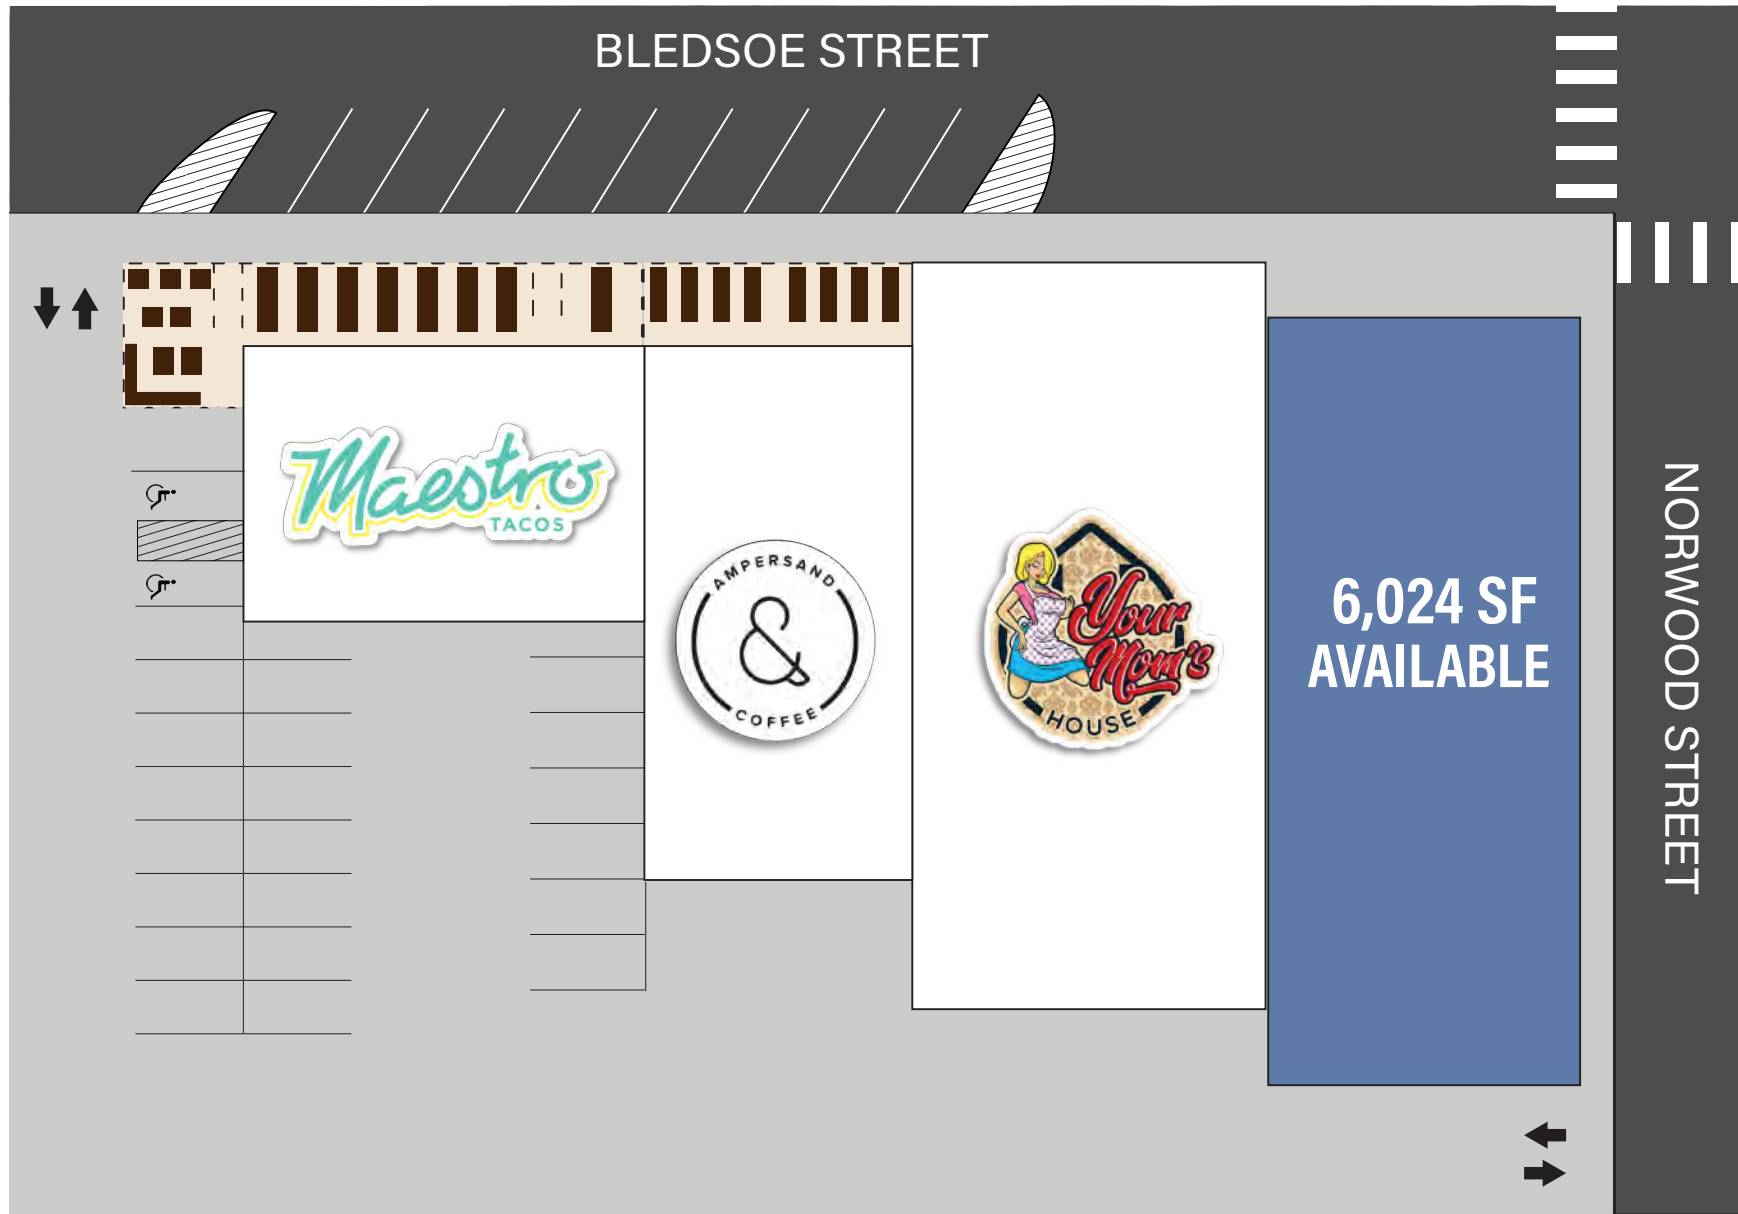 BLEDSOE STREET
Maestro
TACOS
AMPERSAND
&
COFFEE
Your
Mom's
HOUSE
6,024 SF
AVAILABLE
NORWOOD STREET